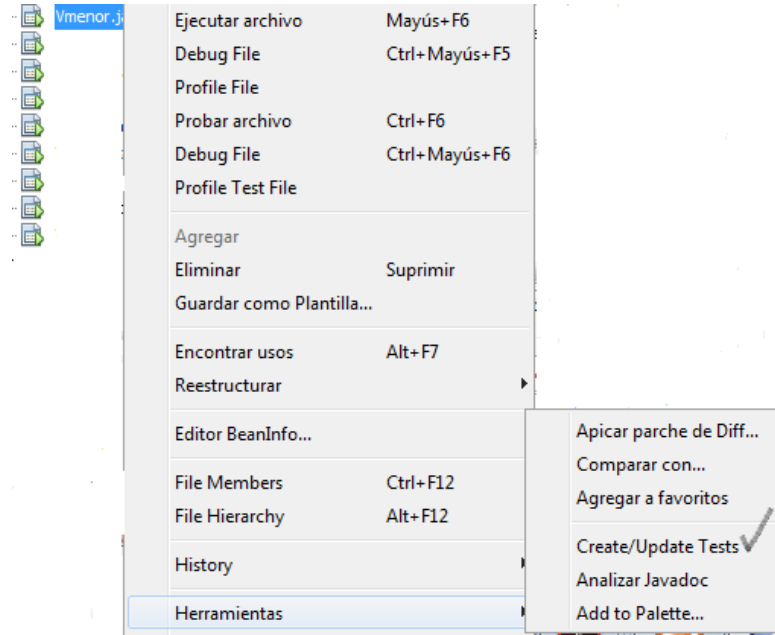 Vmenor.j
Ejecutar archivo Mayús+F6
Debug File Ctrl+Mayús+F5
Profile File
Probar archivo Ctrl+F6
Debug File Ctrl+Mayús+F6
Profile Test File
Agregar
Eliminar Suprimir
Guardar como Plantilla...
Encontrar usos Alt+F7
Reestructurar
Editor BeanInfo...
File Members Ctrl+F12
File Hierarchy Alt+F12
History
Herramientas
Apicar parche de Diff...
Comparar con...
Agregar a favoritos
Create/Update Tests
Analizar Javadoc
Add to Palette...